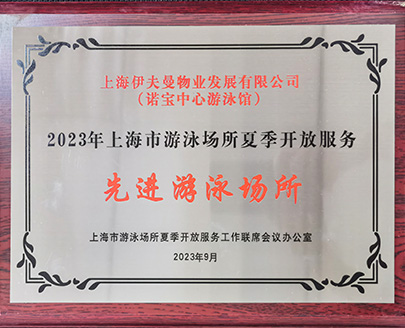 上海伊夫曼物业发展有限公司
（诺宝中心游泳馆）
2023年上海市游泳场所夏季开放服务
先进游泳场所
上海市游泳场所夏季开放服务工作联席会议办公室
2023年9月